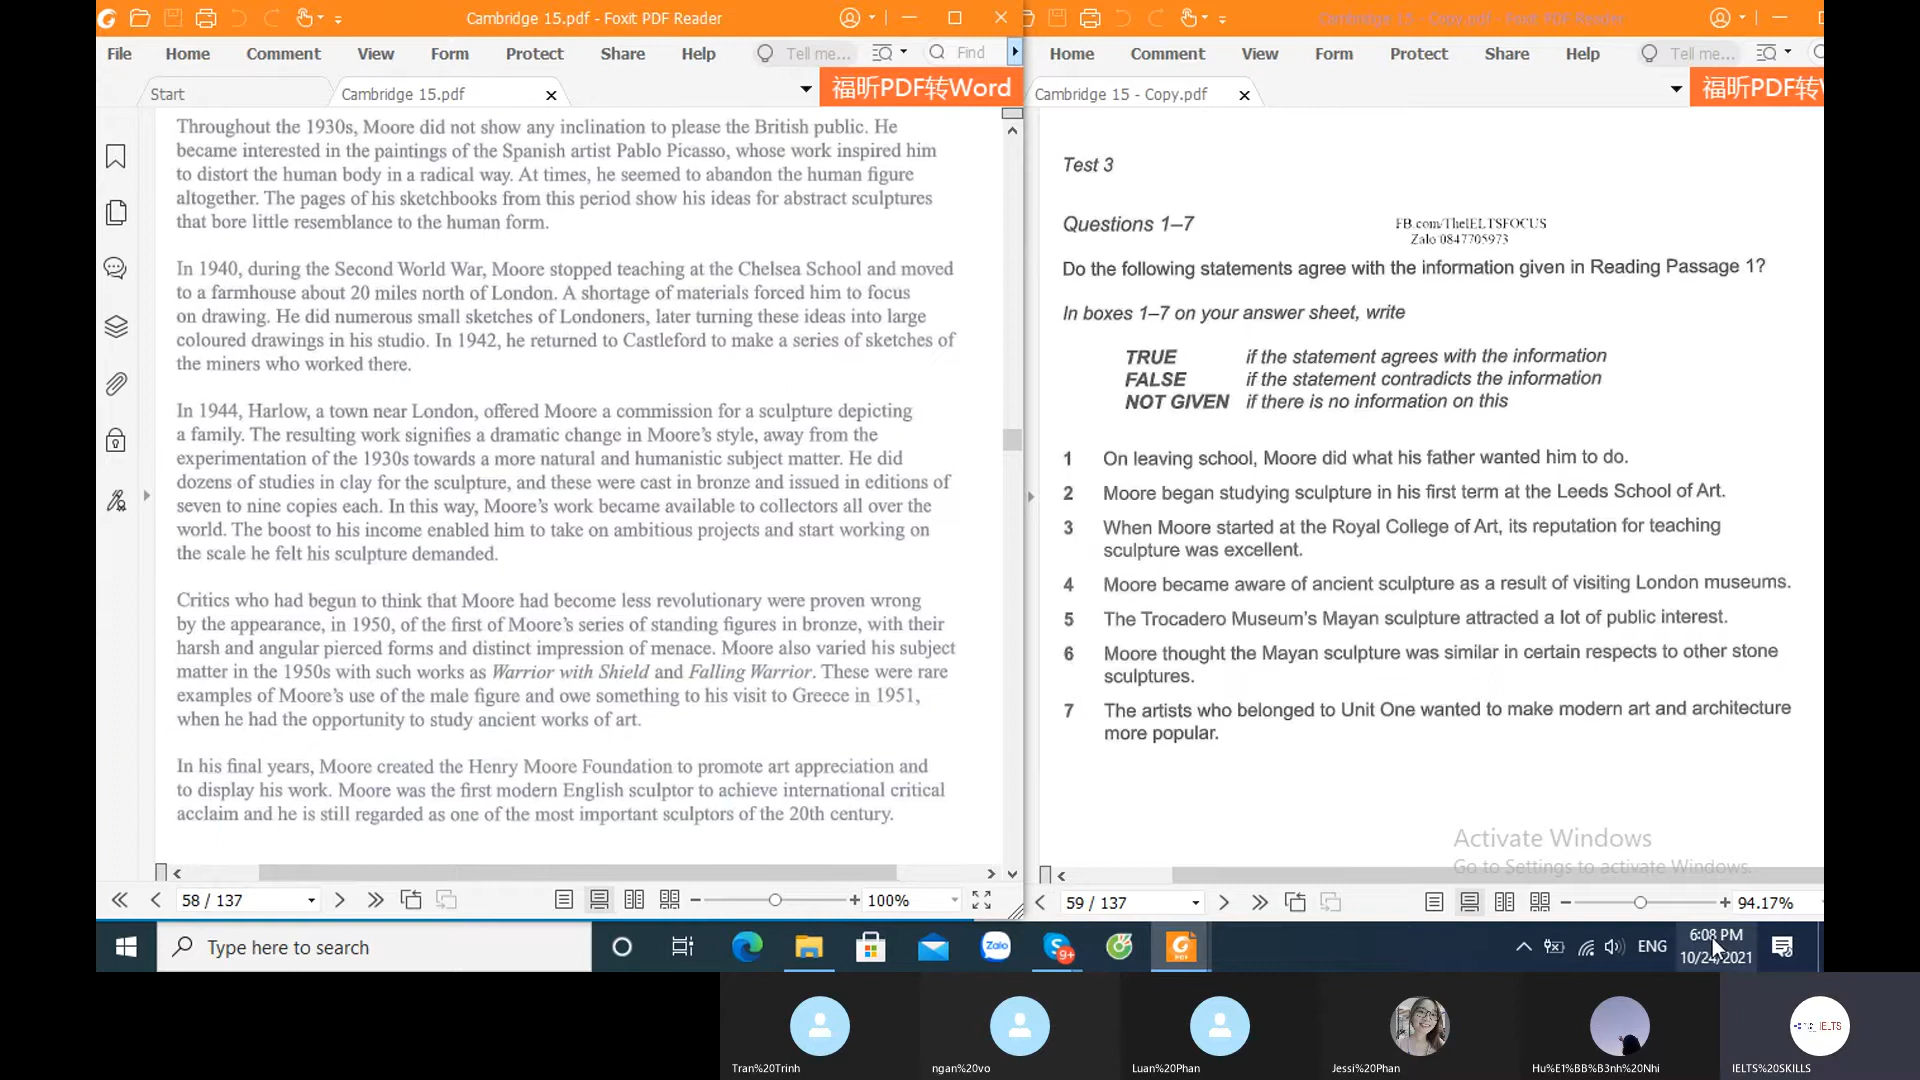 Cambridge 15.pdf - Foxit PDF Reader
Cambridge 15 - Copy.pdf - Foxit PDF Reader
File Home Comment View Form Protect Share Help Tell me... Find
Home Comment View Form Protect Share Help Tell me...
Start Cambridge 15.pdf 福昕PDF转Word
Cambridge 15 - Copy.pdf 福昕PDF转
Throughout the 1930s, Moore did not show any inclination to please the British public. He
became interested in the paintings of the Spanish artist Pablo Picasso, whose work inspired him
to distort the human body in a radical way. At times, he seemed to abandon the human figure
altogether. The pages of his sketchbooks from this period show his ideas for abstract sculptures
that bore little resemblance to the human form.
In 1940, during the Second World War, Moore stopped teaching at the Chelsea School and moved
to a farmhouse about 20 miles north of London. A shortage of materials forced him to focus
on drawing. He did numerous small sketches of Londoners, later turning these ideas into large
coloured drawings in his studio. In 1942, he returned to Castleford to make a series of sketches of
the miners who worked there.
In 1944, Harlow, a town near London, offered Moore a commission for a sculpture depicting
a family. The resulting work signifies a dramatic change in Moore's style, away from the
experimentation of the 1930s towards a more natural and humanistic subject matter. He did
dozens of studies in clay for the sculpture, and these were cast in bronze and issued in editions of
seven to nine copies each. In this way, Moore's work became available to collectors all over the
world. The boost to his income enabled him to take on ambitious projects and start working on
the scale he felt his sculpture demanded.
Critics who had begun to think that Moore had become less revolutionary were proven wrong
by the appearance, in 1950, of the first of Moore's series of standing figures in bronze, with their
harsh and angular pierced forms and distinct impression of menace. Moore also varied his subject
matter in the 1950s with such works as Warrior with Shield and Falling Warrior. These were rare
examples of Moore's use of the male figure and owe something to his visit to Greece in 1951,
when he had the opportunity to study ancient works of art.
In his final years, Moore created the Henry Moore Foundation to promote art appreciation and
to display his work. Moore was the first modern English sculptor to achieve international critical
acclaim and he is still regarded as one of the most important sculptors of the 20th century.
58 / 137 100%
Test 3
Questions 1–7
FB.com/TheIELTSFOCUS
Zalo 0847705973
Do the following statements agree with the information given in Reading Passage 1?
In boxes 1–7 on your answer sheet, write
TRUE if the statement agrees with the information
FALSE if the statement contradicts the information
NOT GIVEN if there is no information on this
1 On leaving school, Moore did what his father wanted him to do.
2 Moore began studying sculpture in his first term at the Leeds School of Art.
3 When Moore started at the Royal College of Art, its reputation for teaching
sculpture was excellent.
4 Moore became aware of ancient sculpture as a result of visiting London museums.
5 The Trocadero Museum's Mayan sculpture attracted a lot of public interest.
6 Moore thought the Mayan sculpture was similar in certain respects to other stone
sculptures.
7 The artists who belonged to Unit One wanted to make modern art and architecture
more popular.
Activate Windows
Go to Settings to activate Windows.
59 / 137 94.17%
Type here to search Zalo 9+ PDF ENG 6:08 PM
10/24/2021
Tran%20Trinh ngan%20vo Luan%20Phan Jessi%20Phan Hu%E1%BB%B3nh%20Nhi IELTS%20SKILLS